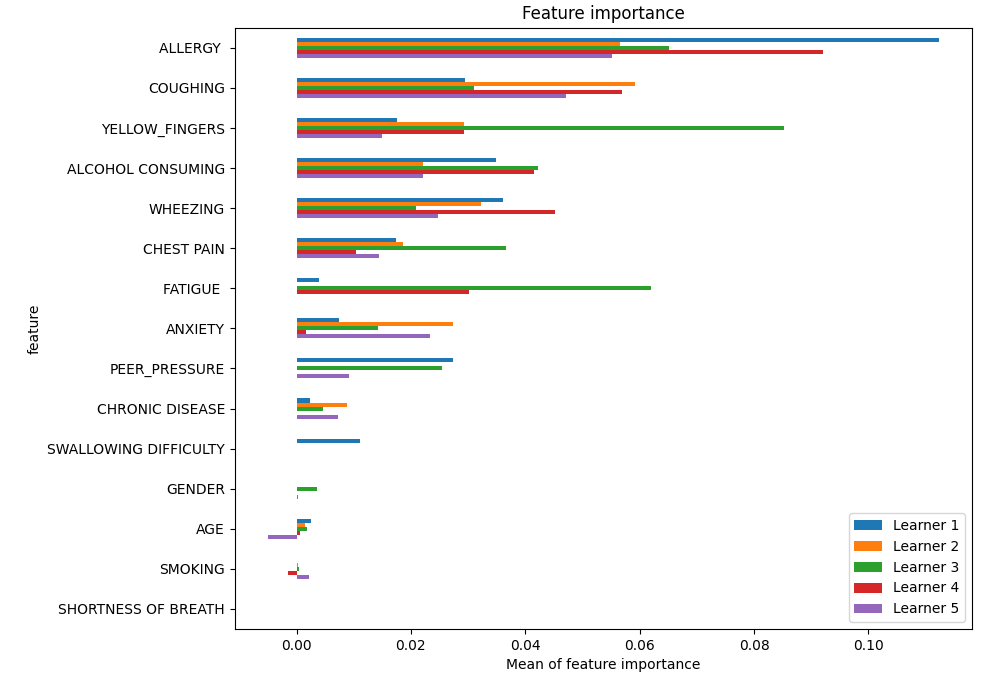 Feature importance
ALLERGY
COUGHING
YELLOW_FINGERS
ALCOHOL CONSUMING
WHEEZING
CHEST PAIN
FATIGUE
ANXIETY
PEER_PRESSURE
CHRONIC DISEASE
SWALLOWING DIFFICULTY
GENDER
AGE
SMOKING
SHORTNESS OF BREATH
feature
Learner 1
Learner 2
Learner 3
Learner 4
Learner 5
0.00 0.02 0.04 0.06 0.08 0.10
Mean of feature importance